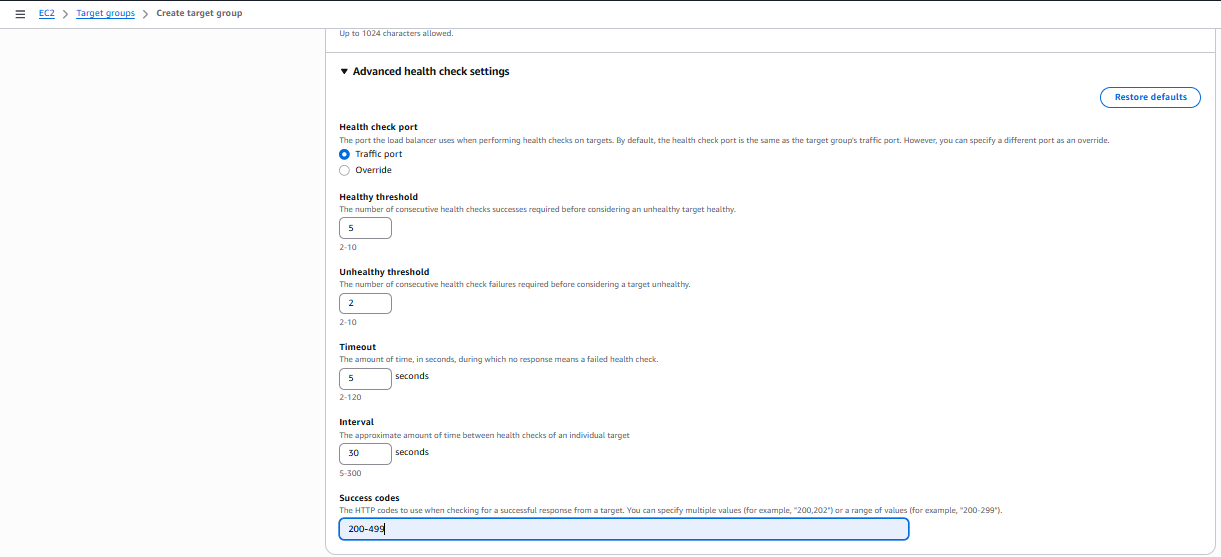 EC2 > Target groups > Create target group
Up to 1024 characters allowed.
▼ Advanced health check settings
Restore defaults
Health check port
The port the load balancer uses when performing health checks on targets. By default, the health check port is the same as the target group's traffic port. However, you can specify a different port as an override.
Traffic port
Override
Healthy threshold
The number of consecutive health checks successes required before considering an unhealthy target healthy.
5
2-10
Unhealthy threshold
The number of consecutive health check failures required before considering a target unhealthy.
2
2-10
Timeout
The amount of time, in seconds, during which no response means a failed health check.
5 seconds
2-120
Interval
The approximate amount of time between health checks of an individual target
30 seconds
5-300
Success codes
The HTTP codes to use when checking for a successful response from a target. You can specify multiple values (for example, "200,202") or a range of values (for example, "200-299").
200-499